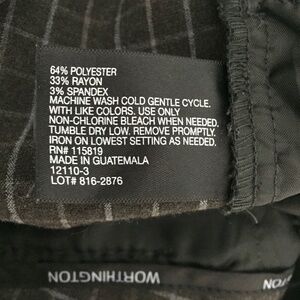 64% POLYESTER
33% RAYON
3% SPANDEX
MACHINE WASH COLD GENTLE CYCLE.
WITH LIKE COLORS. USE ONLY
NON-CHLORINE BLEACH WHEN NEEDED.
TUMBLE DRY LOW. REMOVE PROMPTLY.
IRON ON LOWEST SETTING AS NEEDED.
RN# 115819
MADE IN GUATEMALA
12110-3
LOT# 816-2876
WORTHINGTON
TON